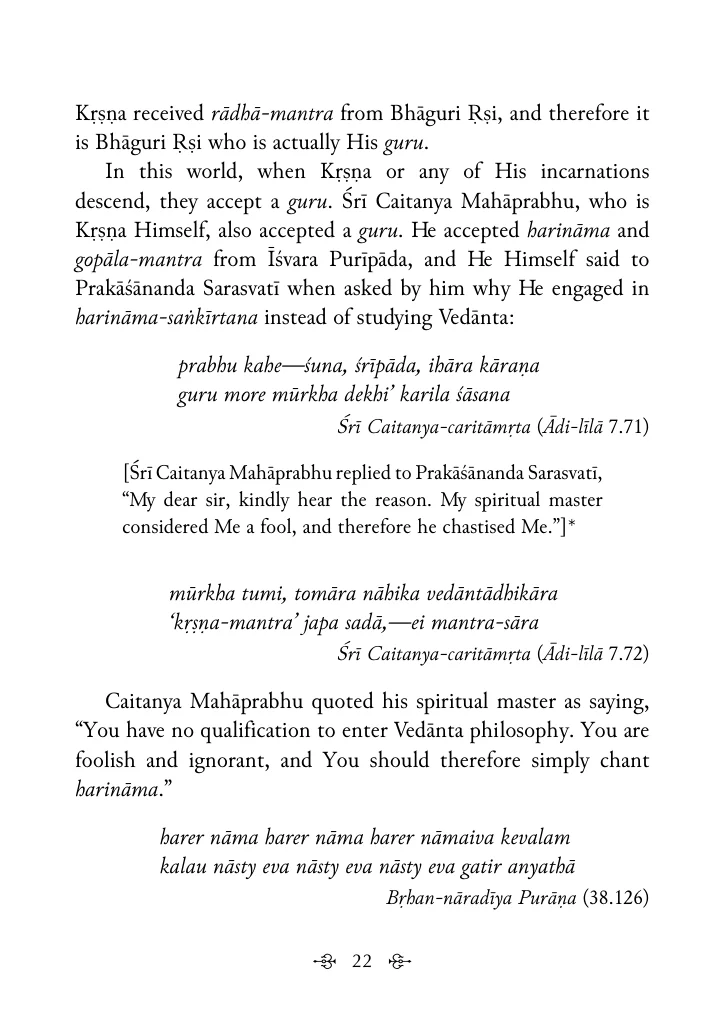 Kṛṣṇa received rādhā-mantra from Bhāguri Ṛṣi, and therefore it
is Bhāguri Ṛṣi who is actually His guru.
In this world, when Kṛṣṇa or any of His incarnations
descend, they accept a guru. Śrī Caitanya Mahāprabhu, who is
Kṛṣṇa Himself, also accepted a guru. He accepted harināma and
gopāla-mantra from Īśvara Purīpāda, and He Himself said to
Prakāśānanda Sarasvatī when asked by him why He engaged in
harināma-saṅkīrtana instead of studying Vedānta:
prabhu kahe—śuna, śrīpāda, ihāra kāraṇa
guru more mūrkha dekhi’ karila śāsana
Śrī Caitanya-caritāmṛta (Ādi-līlā 7.71)
[Śrī Caitanya Mahāprabhu replied to Prakāśānanda Sarasvatī,
“My dear sir, kindly hear the reason. My spiritual master
considered Me a fool, and therefore he chastised Me.”]*
mūrkha tumi, tomāra nāhika vedāntādhikāra
‘kṛṣṇa-mantra’ japa sadā,—ei mantra-sāra
Śrī Caitanya-caritāmṛta (Ādi-līlā 7.72)
Caitanya Mahāprabhu quoted his spiritual master as saying,
“You have no qualification to enter Vedānta philosophy. You are
foolish and ignorant, and You should therefore simply chant
harināma.”
harer nāma harer nāma harer nāmaiva kevalam
kalau nāsty eva nāsty eva nāsty eva gatir anyathā
Bṛhan-nāradīya Purāṇa (38.126)
22